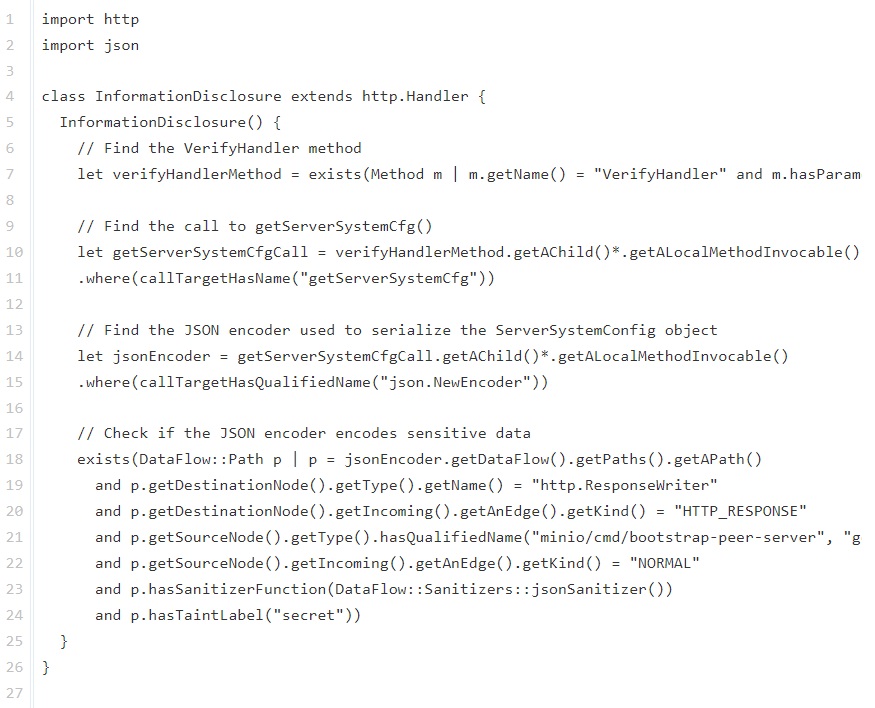 1 import http
2 import json
3
4 class InformationDisclosure extends http.Handler {
5 InformationDisclosure() {
6 // Find the VerifyHandler method
7 let verifyHandlerMethod = exists(Method m | m.getName() = "VerifyHandler" and m.hasParam
8
9 // Find the call to getServerSystemCfg()
10 let getServerSystemCfgCall = verifyHandlerMethod.getAChild()*.getALocalMethodInvocable()
11 .where(callTargetHasName("getServerSystemCfg"))
12
13 // Find the JSON encoder used to serialize the ServerSystemConfig object
14 let jsonEncoder = getServerSystemCfgCall.getAChild()*.getALocalMethodInvocable()
15 .where(callTargetHasQualifiedName("json.NewEncoder"))
16
17 // Check if the JSON encoder encodes sensitive data
18 exists(DataFlow::Path p | p = jsonEncoder.getDataFlow().getPaths().getAPath()
19 and p.getDestinationNode().getType().getName() = "http.ResponseWriter"
20 and p.getDestinationNode().getIncoming().getAnEdge().getKind() = "HTTP_RESPONSE"
21 and p.getSourceNode().getType().hasQualifiedName("minio/cmd/bootstrap-peer-server", "g
22 and p.getSourceNode().getIncoming().getAnEdge().getKind() = "NORMAL"
23 and p.hasSanitizerFunction(DataFlow::Sanitizers::jsonSanitizer())
24 and p.hasTaintLabel("secret"))
25 }
26 }
27